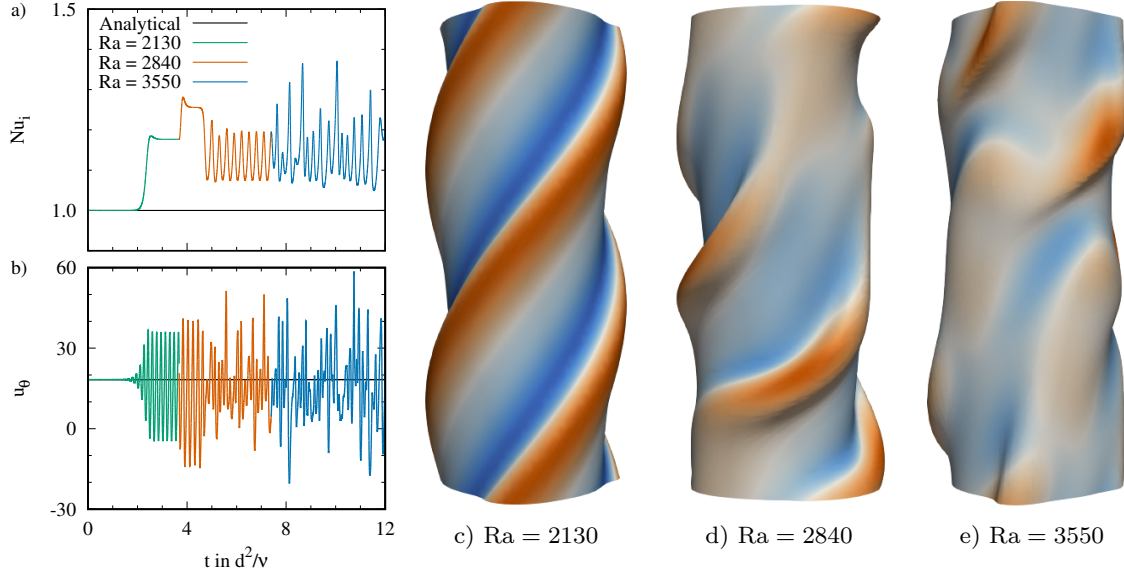 a)
1.5
Analytical
Ra = 2130
Ra = 2840
Ra = 3550
Nu_i
1.0
b)
60
30
u_θ
0
-30
0 4 8 12
t in d²/ν
c) Ra = 2130
d) Ra = 2840
e) Ra = 3550